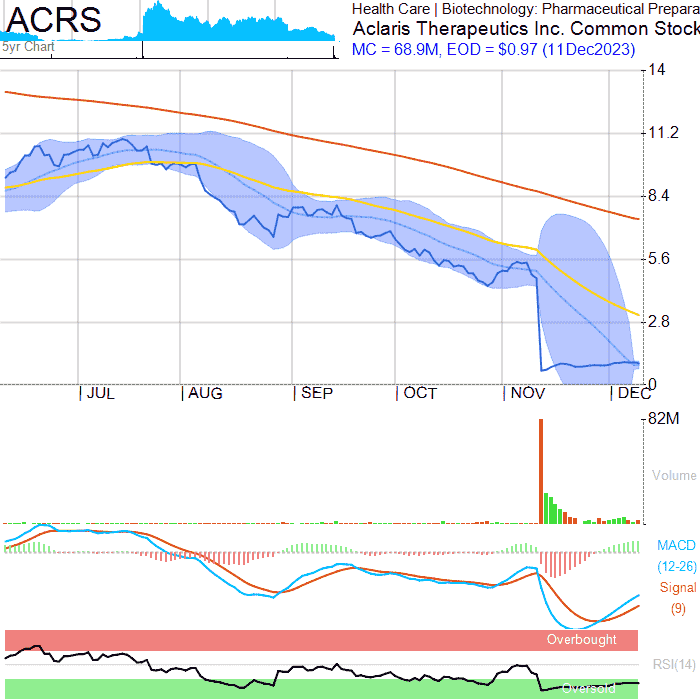 ACRS
5yr Chart
Health Care | Biotechnology: Pharmaceutical Prepara
Aclaris Therapeutics Inc. Common Stock
MC = 68.9M, EOD = $0.97 (11Dec2023)
14
11.2
8.4
5.6
2.8
0
JUL AUG SEP OCT NOV DEC
82M
Volume
MACD
(12-26)
Signal
(9)
Overbought
RSI(14)
Oversold